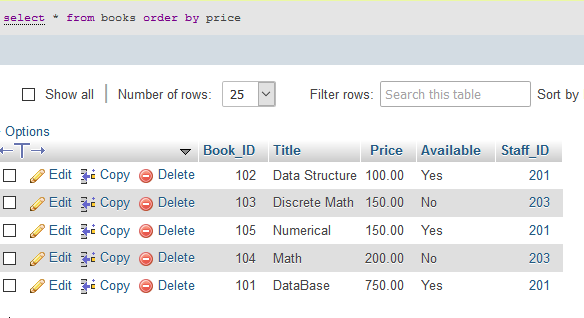 select * from books order by price
Show all Number of rows: 25 Filter rows: Search this table Sort by
Options
Book_ID Title Price Available Staff_ID
Edit Copy Delete 102 Data Structure 100.00 Yes 201
Edit Copy Delete 103 Discrete Math 150.00 No 203
Edit Copy Delete 105 Numerical 150.00 Yes 201
Edit Copy Delete 104 Math 200.00 No 203
Edit Copy Delete 101 DataBase 750.00 Yes 201